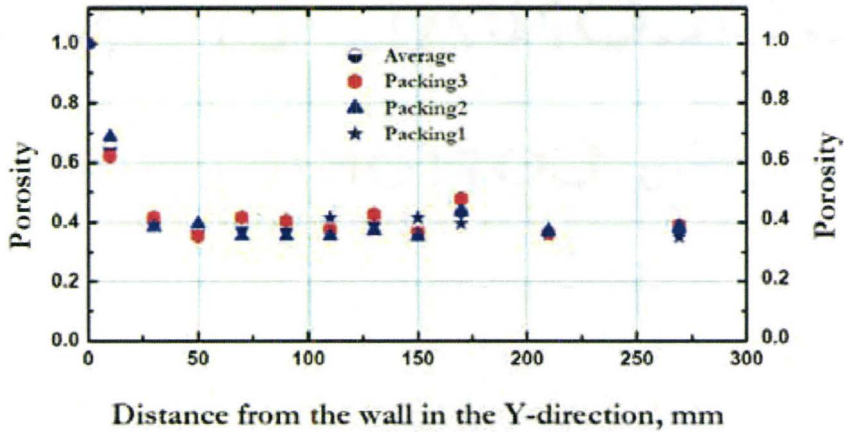 1.0
0.8
0.6
0.4
0.2
0.0
Porosity
Average
Packing3
Packing2
Packing1
1.0
0.8
0.6
0.4
0.2
0.0
Porosity
0 50 100 150 200 250 300
Distance from the wall in the Y-direction, mm